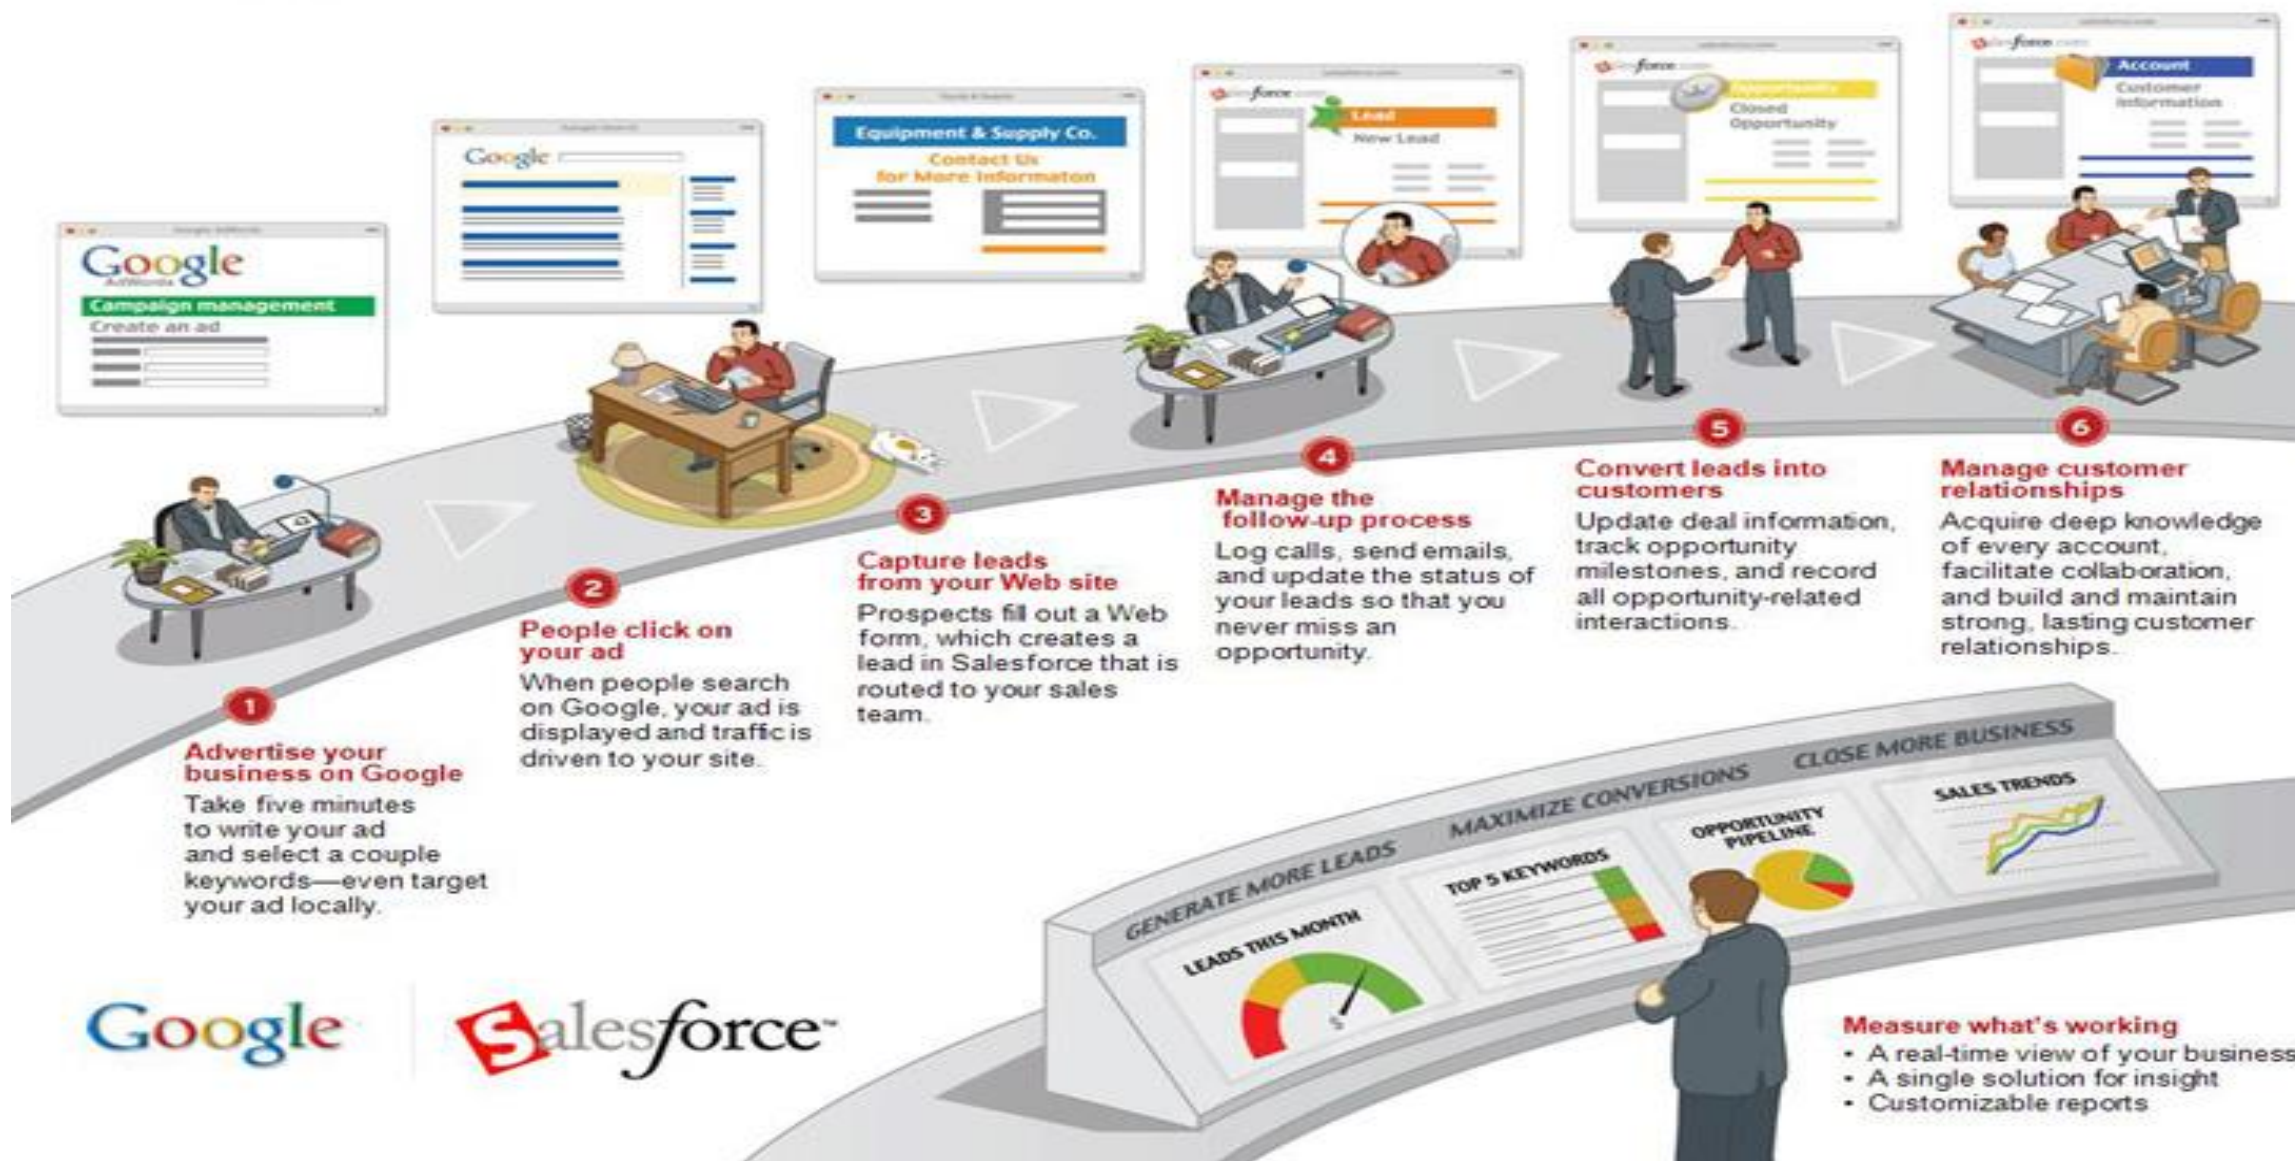 Google
AdWords
Campaign management
Create an ad
Google
Equipment & Supply Co.
Contact Us
for More Informaton
Lead
New Lead
Opportunity
Closed
Opportunity
Account
Customer
Information
1
Advertise your
business on Google
Take five minutes
to write your ad
and select a couple
keywords—even target
your ad locally.
2
People click on
your ad
When people search
on Google, your ad is
displayed and traffic is
driven to your site.
3
Capture leads
from your Web site
Prospects fill out a Web
form, which creates a
lead in Salesforce that is
routed to your sales
team.
4
Manage the
follow-up process
Log calls, send emails,
and update the status of
your leads so that you
never miss an
opportunity.
5
Convert leads into
customers
Update deal information,
track opportunity
milestones, and record
all opportunity-related
interactions.
6
Manage customer
relationships
Acquire deep knowledge
of every account,
facilitate collaboration,
and build and maintain
strong, lasting customer
relationships.
GENERATE MORE LEADS MAXIMIZE CONVERSIONS CLOSE MORE BUSINESS
LEADS THIS MONTH
$
TOP 5 KEYWORDS
OPPORTUNITY
PIPELINE
SALES TRENDS
Google
Salesforce
Measure what's working
• A real-time view of your business
• A single solution for insight
• Customizable reports